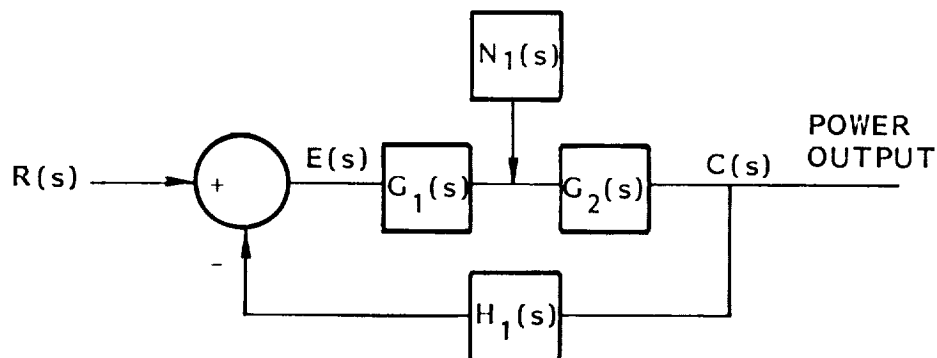 N₁(s)
POWER
OUTPUT
R(s)
+
E(s)
G₁(s)
G₂(s)
C(s)
-
H₁(s)